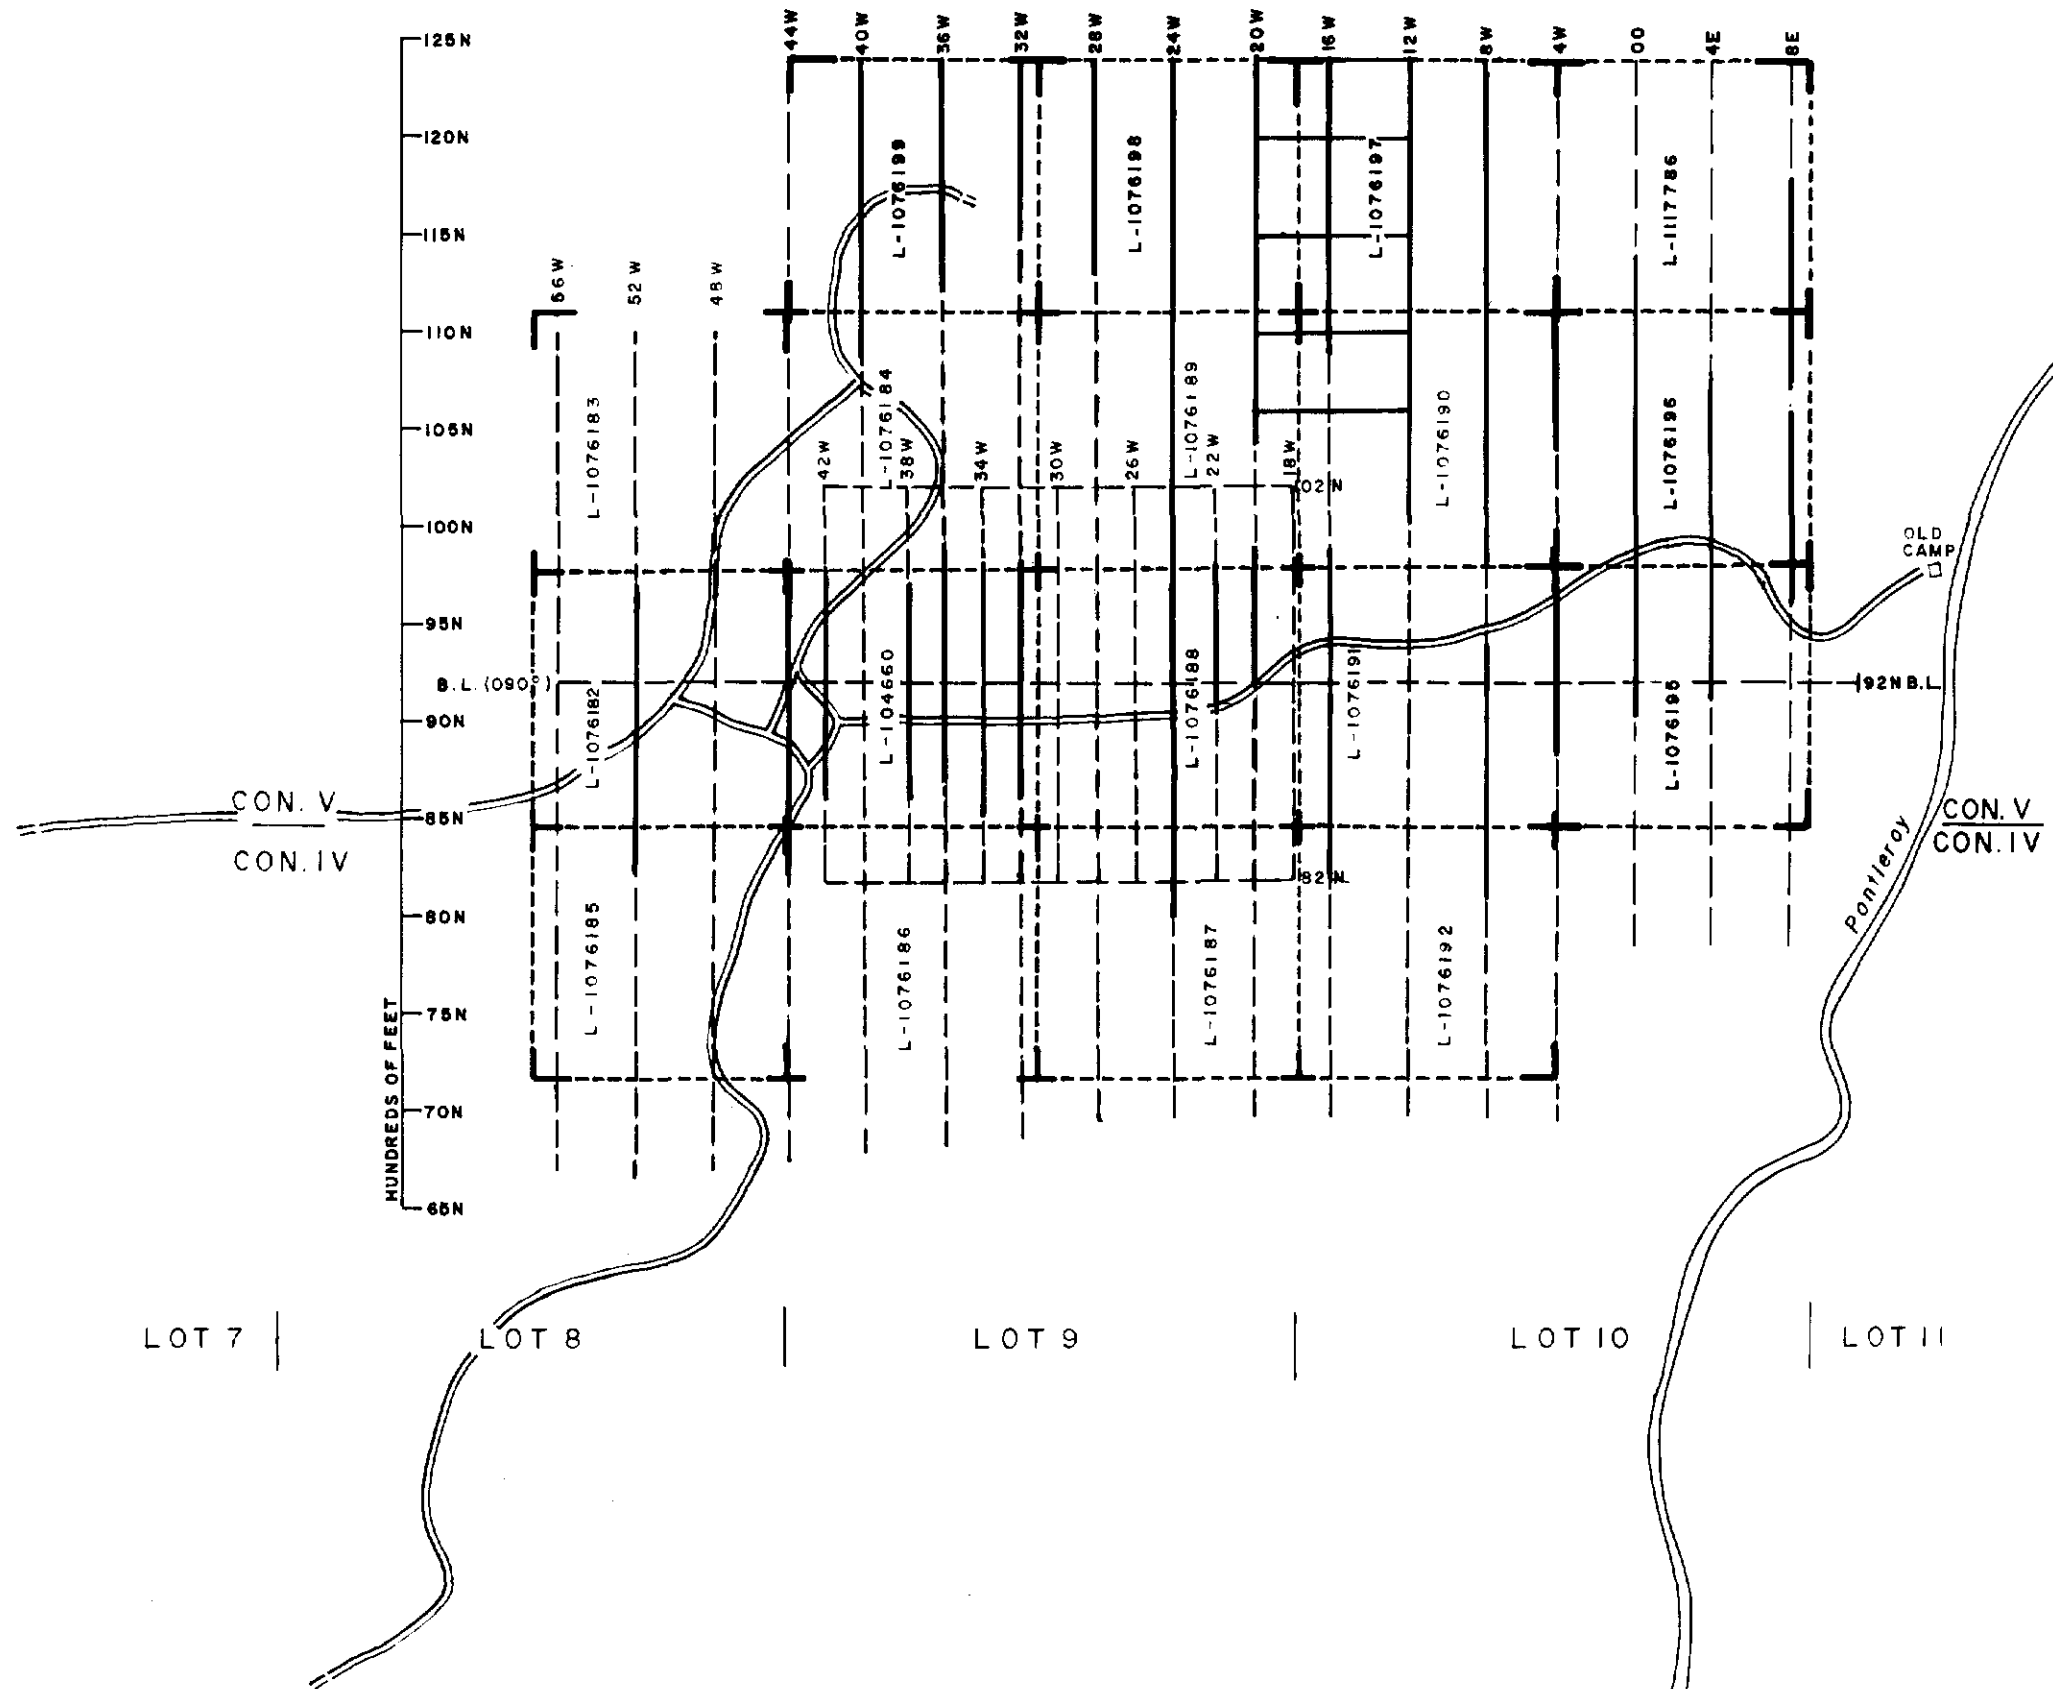 44W
40W
36W
32W
28W
24W
20W
16W
12W
8W
4W
00
4E
8E
125N
120N
115N
110N
105N
100N
95N
B.L. (090°)
90N
85N
80N
75N
70N
65N
HUNDREDS OF FEET
56W
52W
48W
L-1076199
L-1076198
L-1076197
L-1117786
L-1076183
L-1076184
L-1076189
L-1076190
L-1076196
42W
38W
34W
30W
26W
22W
18W
102N
OLD
CAMP
L-1076182
L-104660
L-1076188
L-1076191
L-1076195
92N B.L.
CON. V
CON. IV
CON. V
CON. IV
82N
Pontleroy
L-1076185
L-1076186
L-1076187
L-1076192
LOT 7
LOT 8
LOT 9
LOT 10
LOT 11